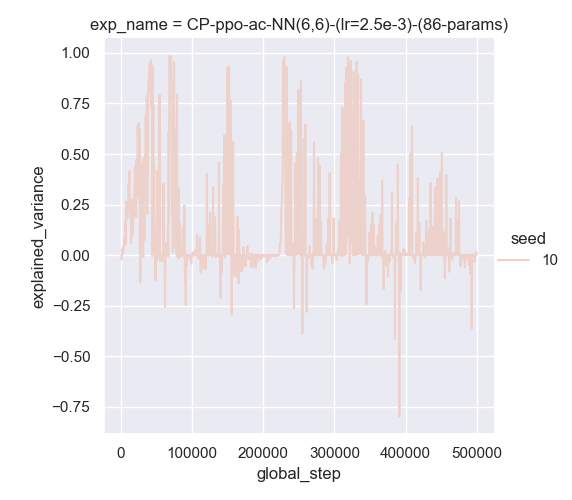 exp_name = CP-ppo-ac-NN(6,6)-(lr=2.5e-3)-(86-params)
1.00
0.75
0.50
0.25
0.00
−0.25
−0.50
−0.75
explained_variance
seed
10
0 100000 200000 300000 400000 500000
global_step